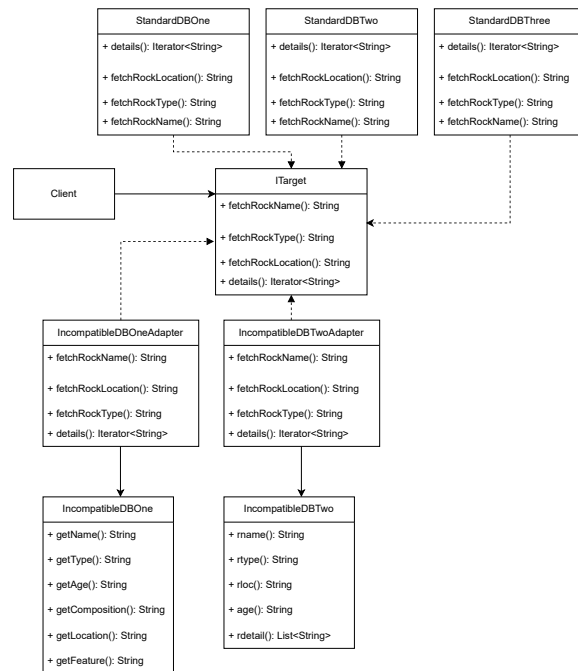 StandardDBOne
+ details(): Iterator<String>
+ fetchRockLocation(): String
+ fetchRockType(): String
+ fetchRockName(): String
StandardDBTwo
+ details(): Iterator<String>
+ fetchRockLocation(): String
+ fetchRockType(): String
+ fetchRockName(): String
StandardDBThree
+ details(): Iterator<String>
+ fetchRockLocation(): String
+ fetchRockType(): String
+ fetchRockName(): String
Client
ITarget
+ fetchRockName(): String
+ fetchRockType(): String
+ fetchRockLocation(): String
+ details(): Iterator<String>
IncompatibleDBOneAdapter
+ fetchRockName(): String
+ fetchRockLocation(): String
+ fetchRockType(): String
+ details(): Iterator<String>
IncompatibleDBTwoAdapter
+ fetchRockName(): String
+ fetchRockLocation(): String
+ fetchRockType(): String
+ details(): Iterator<String>
IncompatibleDBOne
+ getName(): String
+ getType(): String
+ getAge(): String
+ getComposition(): String
+ getLocation(): String
+ getFeature(): String
IncompatibleDBTwo
+ rname(): String
+ rtype(): String
+ rloc(): String
+ age(): String
+ rdetail(): List<String>